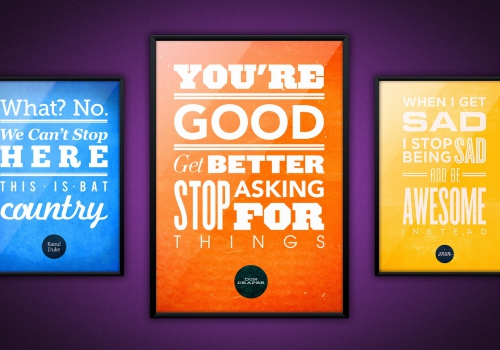 What? No.
We Can't Stop
HERE
THIS·IS·BAT
country
Raoul
Duke
YOU'RE
GOOD
Get BETTER
STOP ASKING
FOR
THINGS
DON
DRAPER
WHEN I GET
SAD
I STOP
BEING SAD
AND BE
AWESOME
INSTEAD